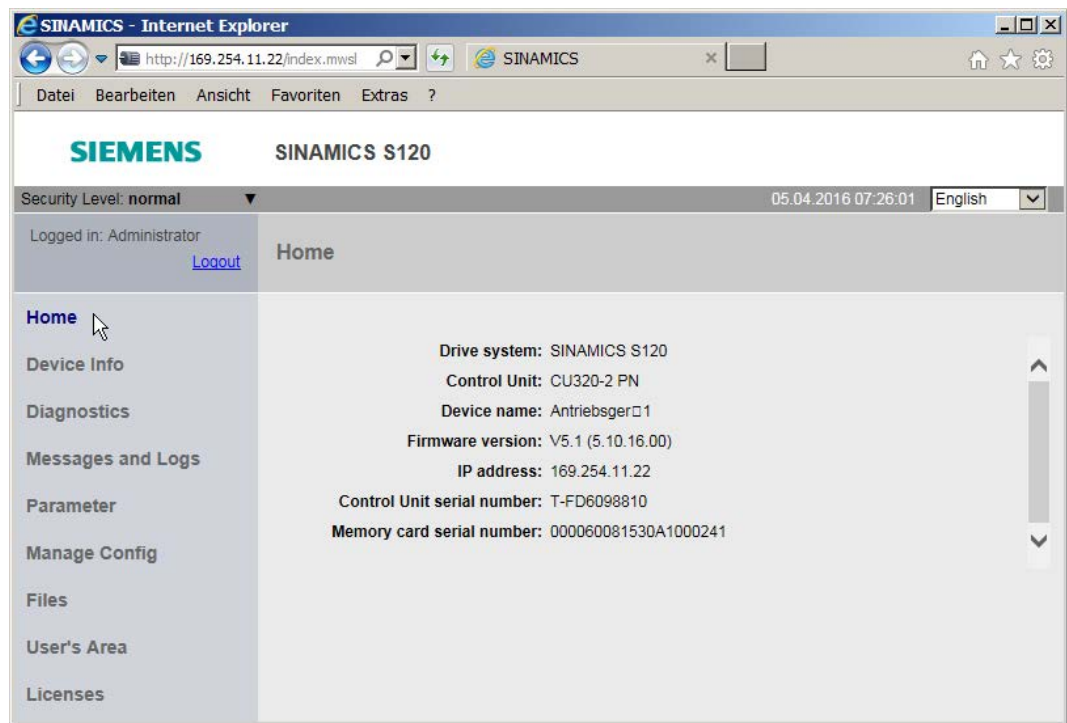 SINAMICS - Internet Explorer
http://169.254.11.22/index.mwsl SINAMICS
Datei Bearbeiten Ansicht Favoriten Extras ?
SIEMENS SINAMICS S120
Security Level: normal 05.04.2016 07:26:01 English
Logged in: Administrator
Logout
Home
Home
Device Info
Diagnostics
Messages and Logs
Parameter
Manage Config
Files
User's Area
Licenses
Drive system: SINAMICS S120
Control Unit: CU320-2 PN
Device name: Antriebsger□1
Firmware version: V5.1 (5.10.16.00)
IP address: 169.254.11.22
Control Unit serial number: T-FD6098810
Memory card serial number: 000060081530A1000241